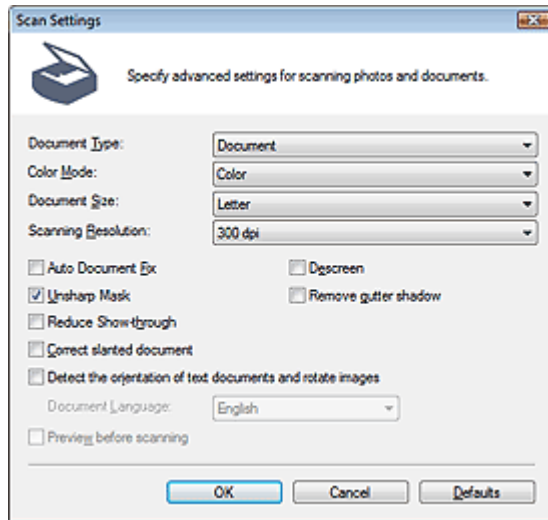 Scan Settings
Specify advanced settings for scanning photos and documents.
Document Type: Document
Color Mode: Color
Document Size: Letter
Scanning Resolution: 300 dpi
Auto Document Fix Descreen
Unsharp Mask Remove gutter shadow
Reduce Show-through
Correct slanted document
Detect the orientation of text documents and rotate images
Document Language: English
Preview before scanning
OK Cancel Defaults